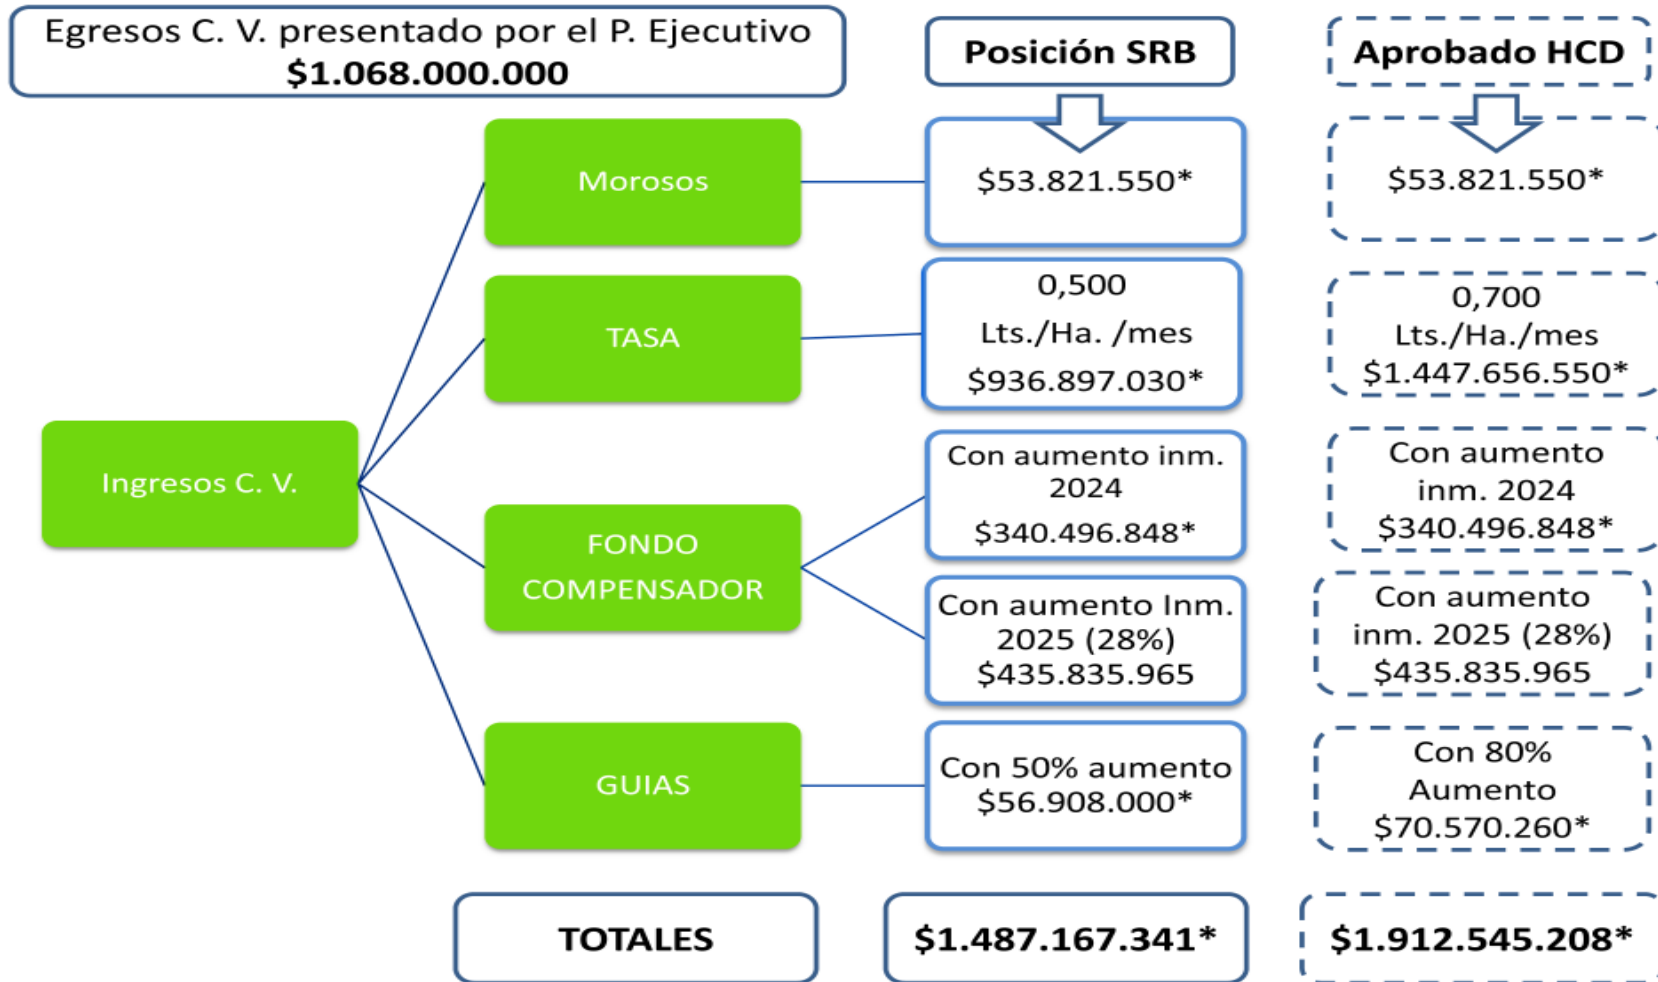 Egresos C. V. presentado por el P. Ejecutivo
$1.068.000.000
Posición SRB
Aprobado HCD
Ingresos C. V.
Morosos
$53.821.550*
$53.821.550*
TASA
0,500
Lts./Ha. /mes
$936.897.030*
0,700
Lts./Ha./mes
$1.447.656.550*
FONDO
COMPENSADOR
Con aumento inm.
2024
$340.496.848*
Con aumento
inm. 2024
$340.496.848*
Con aumento Inm.
2025 (28%)
$435.835.965
Con aumento
inm. 2025 (28%)
$435.835.965
GUIAS
Con 50% aumento
$56.908.000*
Con 80%
Aumento
$70.570.260*
TOTALES
$1.487.167.341*
$1.912.545.208*